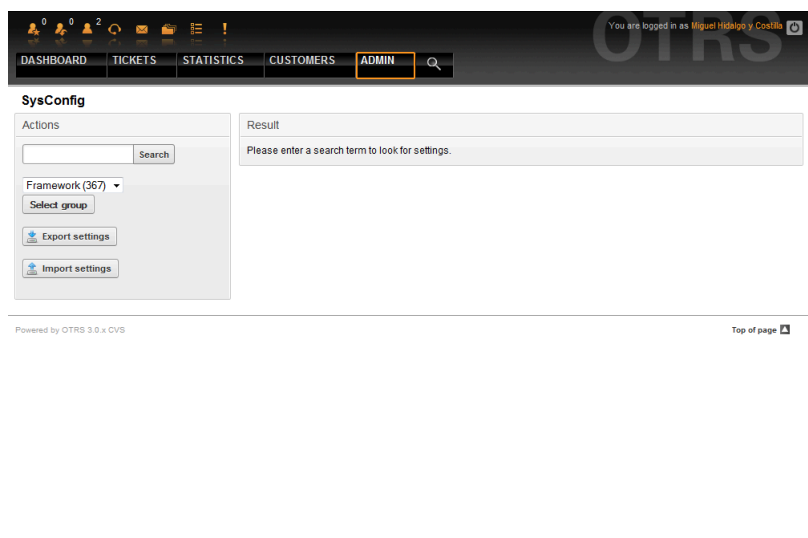 0 0 2
You are logged in as Miguel Hidalgo y Costilla
OTRS
DASHBOARD TICKETS STATISTICS CUSTOMERS ADMIN
SysConfig
Actions
Result
Search
Please enter a search term to look for settings.
Framework (367)
Select group
Export settings
Import settings
Powered by OTRS 3.0.x CVS
Top of page